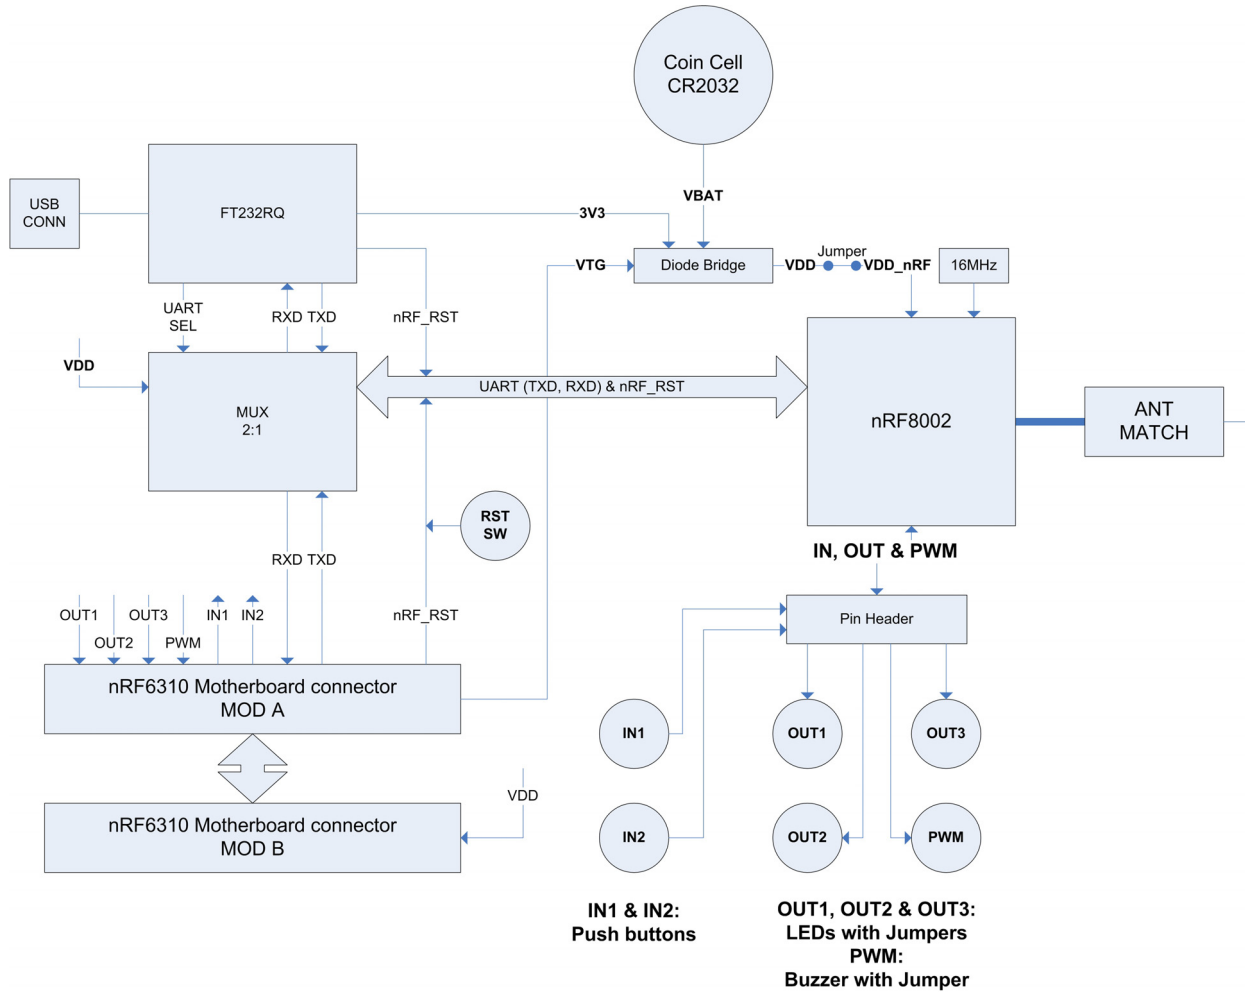 Coin Cell
CR2032
USB
CONN
FT232RQ
3V3
VBAT
VTG
Diode Bridge
VDD
Jumper
VDD_nRF
16MHz
UART
SEL
RXD
TXD
nRF_RST
VDD
MUX
2:1
UART (TXD, RXD) & nRF_RST
nRF8002
ANT
MATCH
RST
SW
RXD
TXD
IN, OUT & PWM
OUT1
OUT2
OUT3
PWM
IN1
IN2
nRF_RST
Pin Header
nRF6310 Motherboard connector
MOD A
IN1
OUT1
OUT3
VDD
nRF6310 Motherboard connector
MOD B
IN2
OUT2
PWM
IN1 & IN2:
Push buttons
OUT1, OUT2 & OUT3:
LEDs with Jumpers
PWM:
Buzzer with Jumper